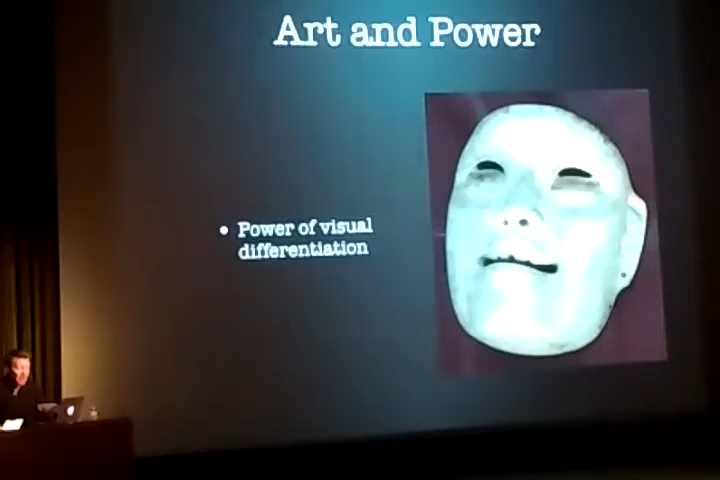 Art and Power
• Power of visual
differentiation